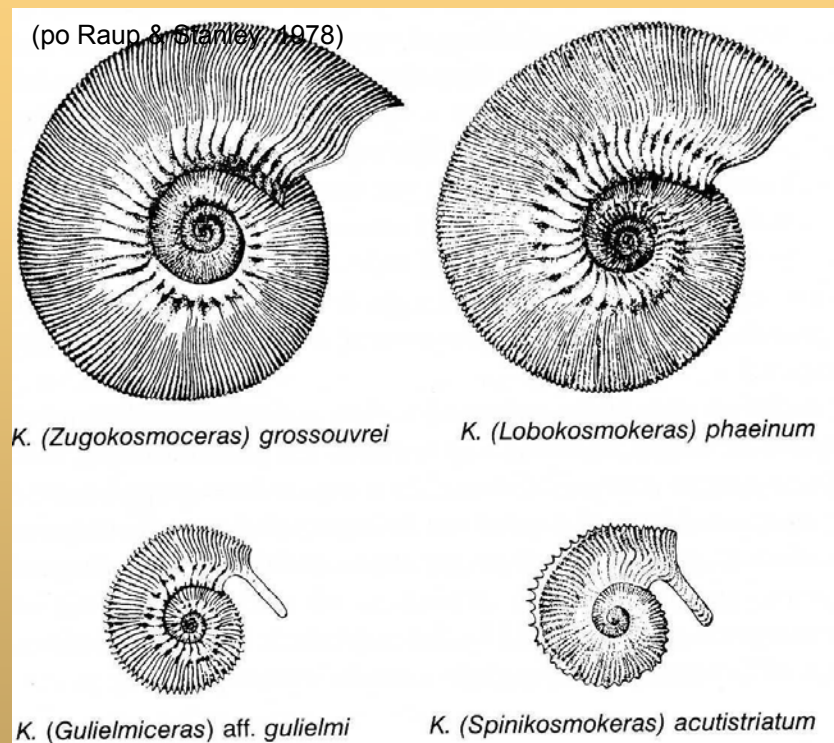 (po Raup & Stanley, 1978)
K. (Zugokosmoceras) grossouvrei
K. (Lobokosmokeras) phaeinum
K. (Gulielmiceras) aff. gulielmi
K. (Spinikosmokeras) acutistriatum